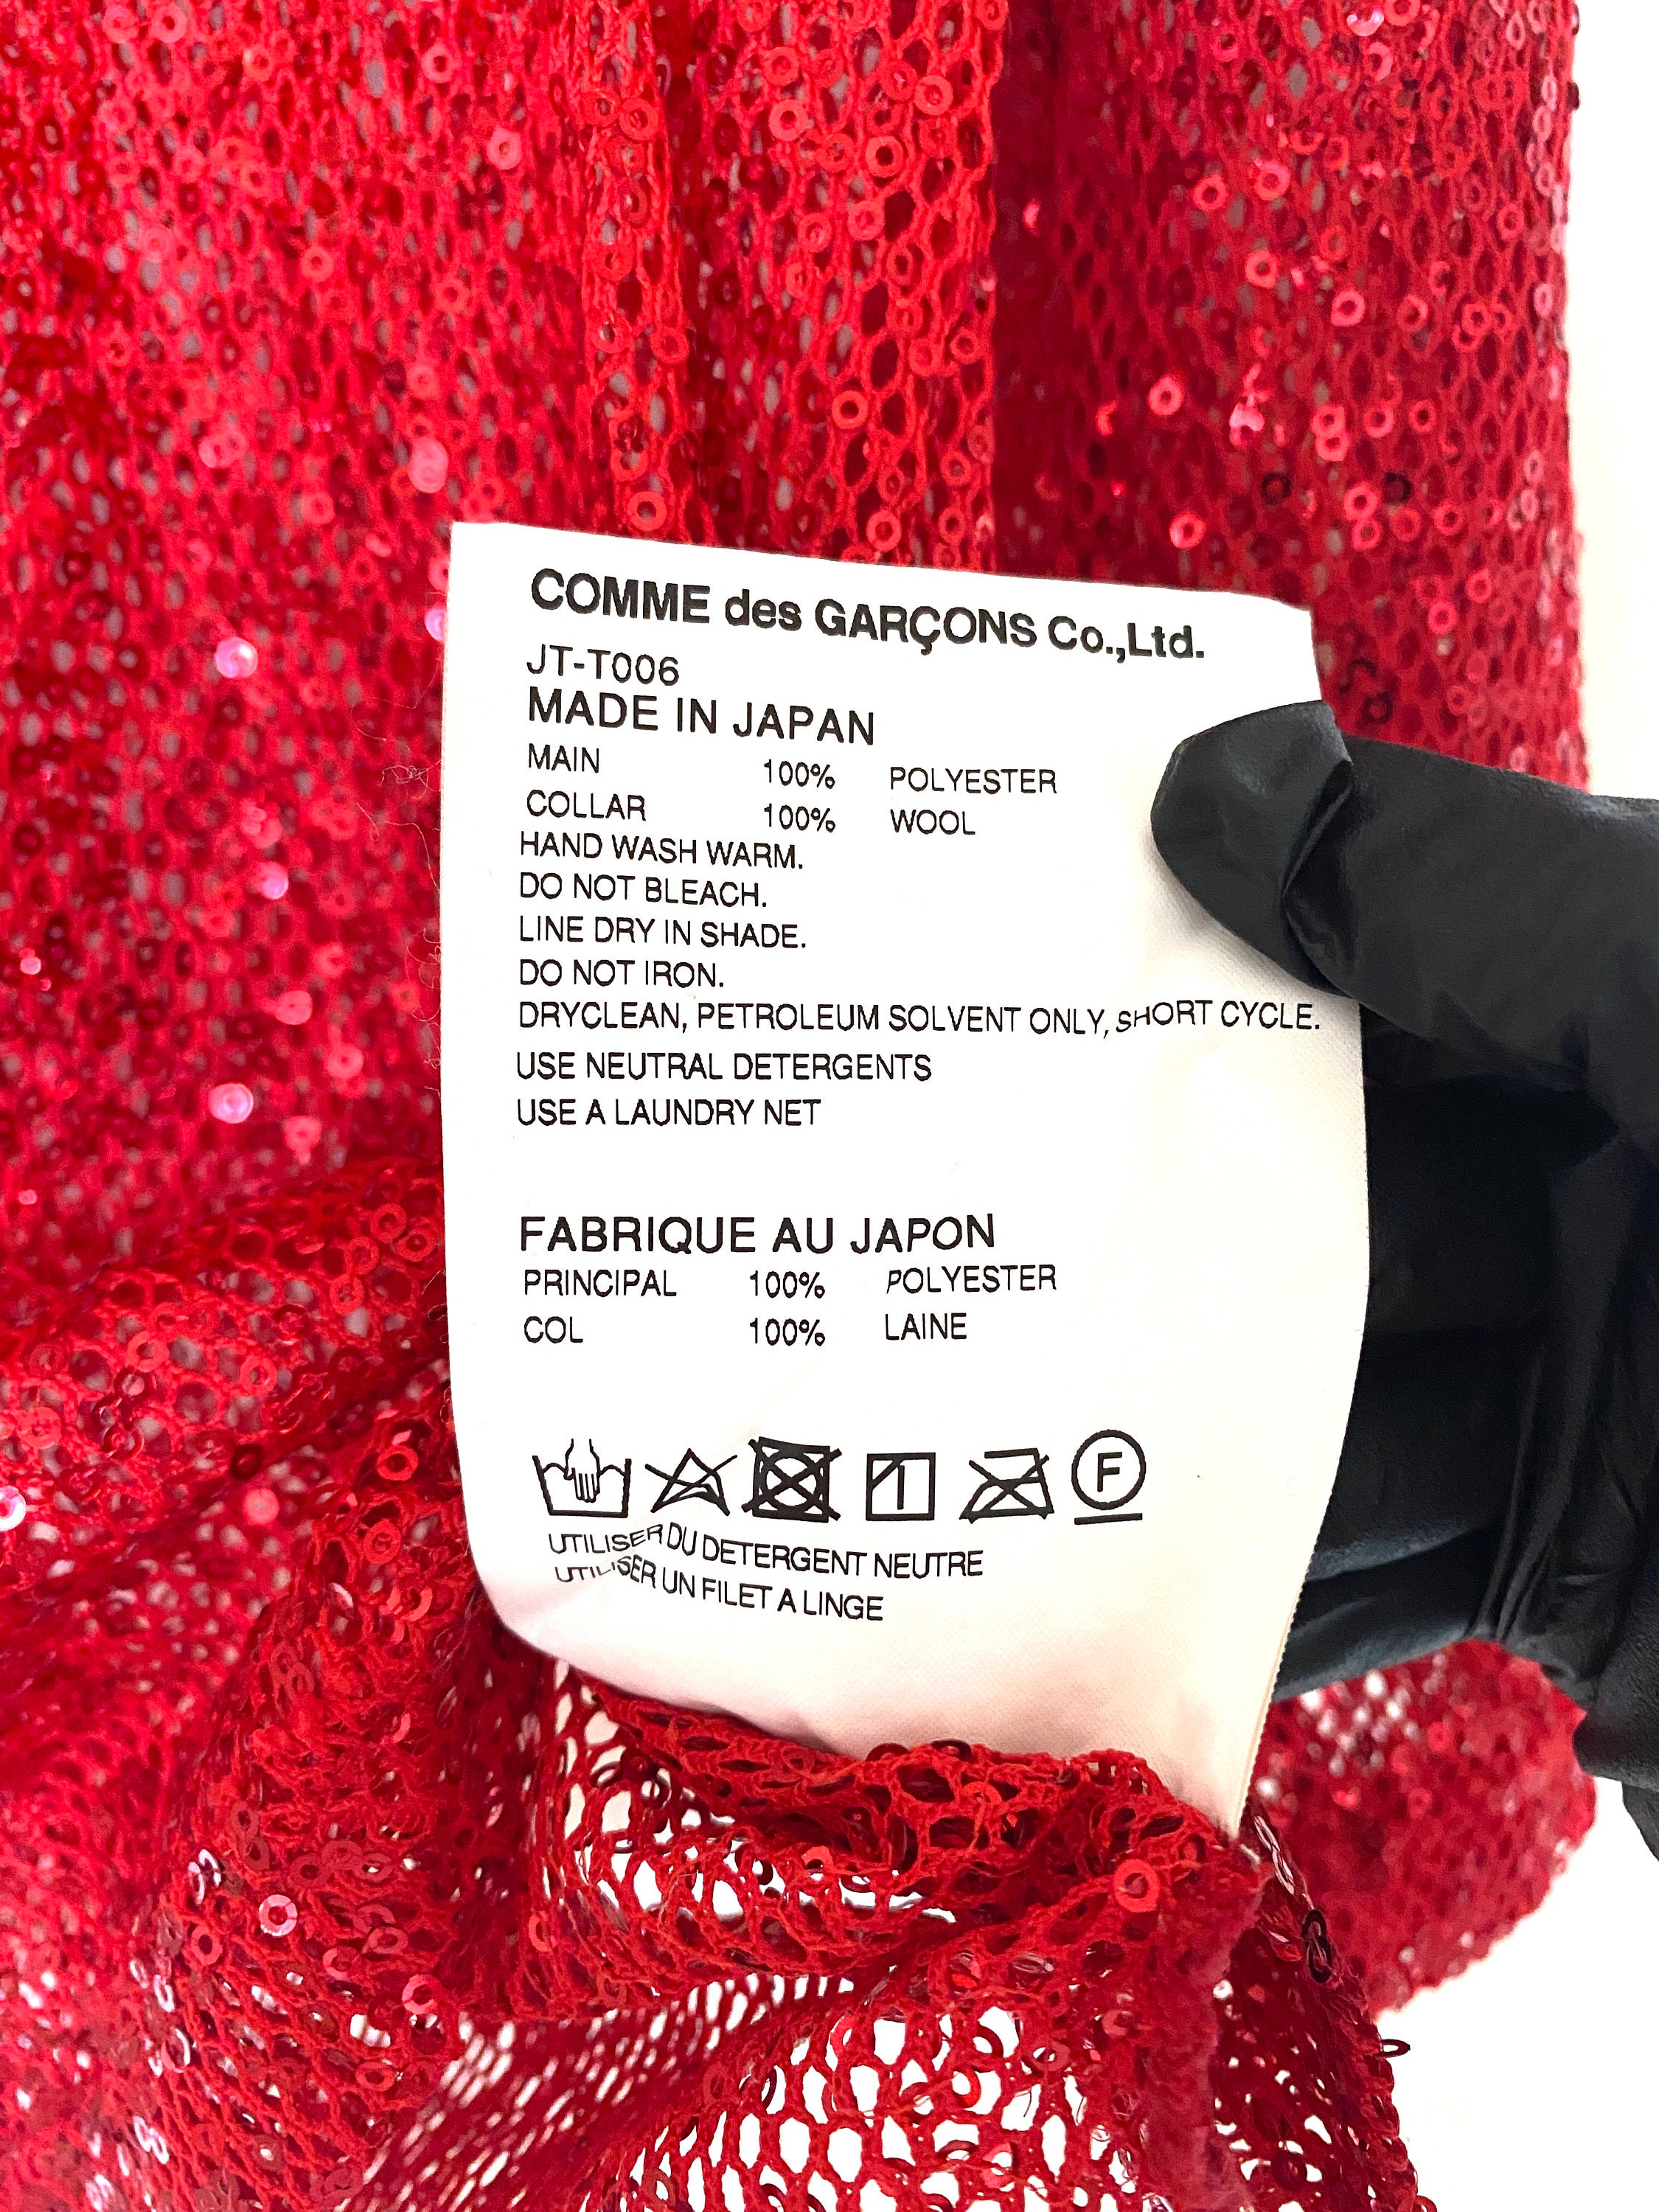 COMME des GARÇONS Co.,Ltd.
JT-T006
MADE IN JAPAN
MAIN 100% POLYESTER
COLLAR 100% WOOL
HAND WASH WARM.
DO NOT BLEACH.
LINE DRY IN SHADE.
DO NOT IRON.
DRYCLEAN, PETROLEUM SOLVENT ONLY, SHORT CYCLE.
USE NEUTRAL DETERGENTS
USE A LAUNDRY NET
FABRIQUE AU JAPON
PRINCIPAL 100% POLYESTER
COL 100% LAINE
F
UTILISER DU DETERGENT NEUTRE
UTILISER UN FILET A LINGE